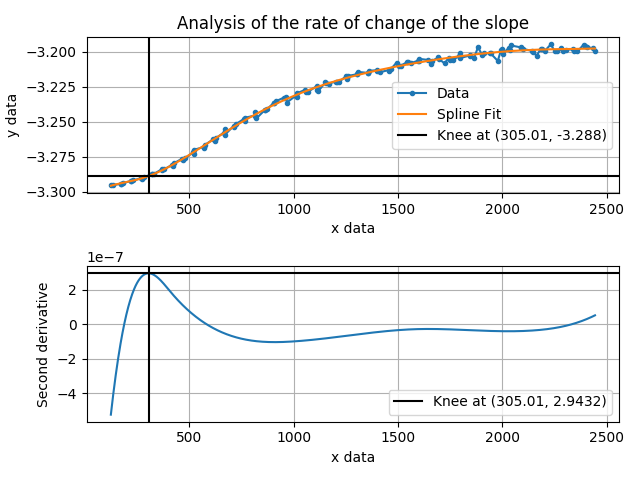 Analysis of the rate of change of the slope
y data
−3.200
−3.225
−3.250
−3.275
−3.300
Data
Spline Fit
Knee at (305.01, -3.288)
500
1000
1500
2000
2500
x data
1e−7
Second derivative
2
0
−2
−4
Knee at (305.01, 2.9432)
500
1000
1500
2000
2500
x data